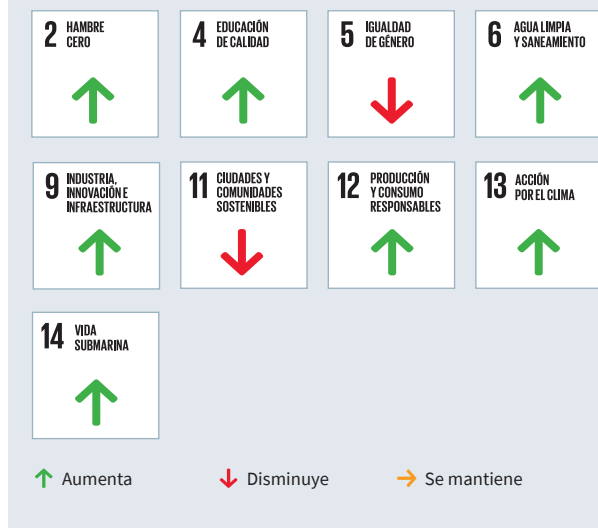 2 HAMBRE
CERO
4 EDUCACIÓN
DE CALIDAD
5 IGUALDAD
DE GÉNERO
6 AGUA LIMPIA
Y SANEAMIENTO
9 INDUSTRIA,
INNOVACIÓN E
INFRAESTRUCTURA
11 CIUDADES Y
COMUNIDADES
SOSTENIBLES
12 PRODUCCIÓN
Y CONSUMO
RESPONSABLES
13 ACCIÓN
POR EL CLIMA
14 VIDA
SUBMARINA
Aumenta
Disminuye
Se mantiene